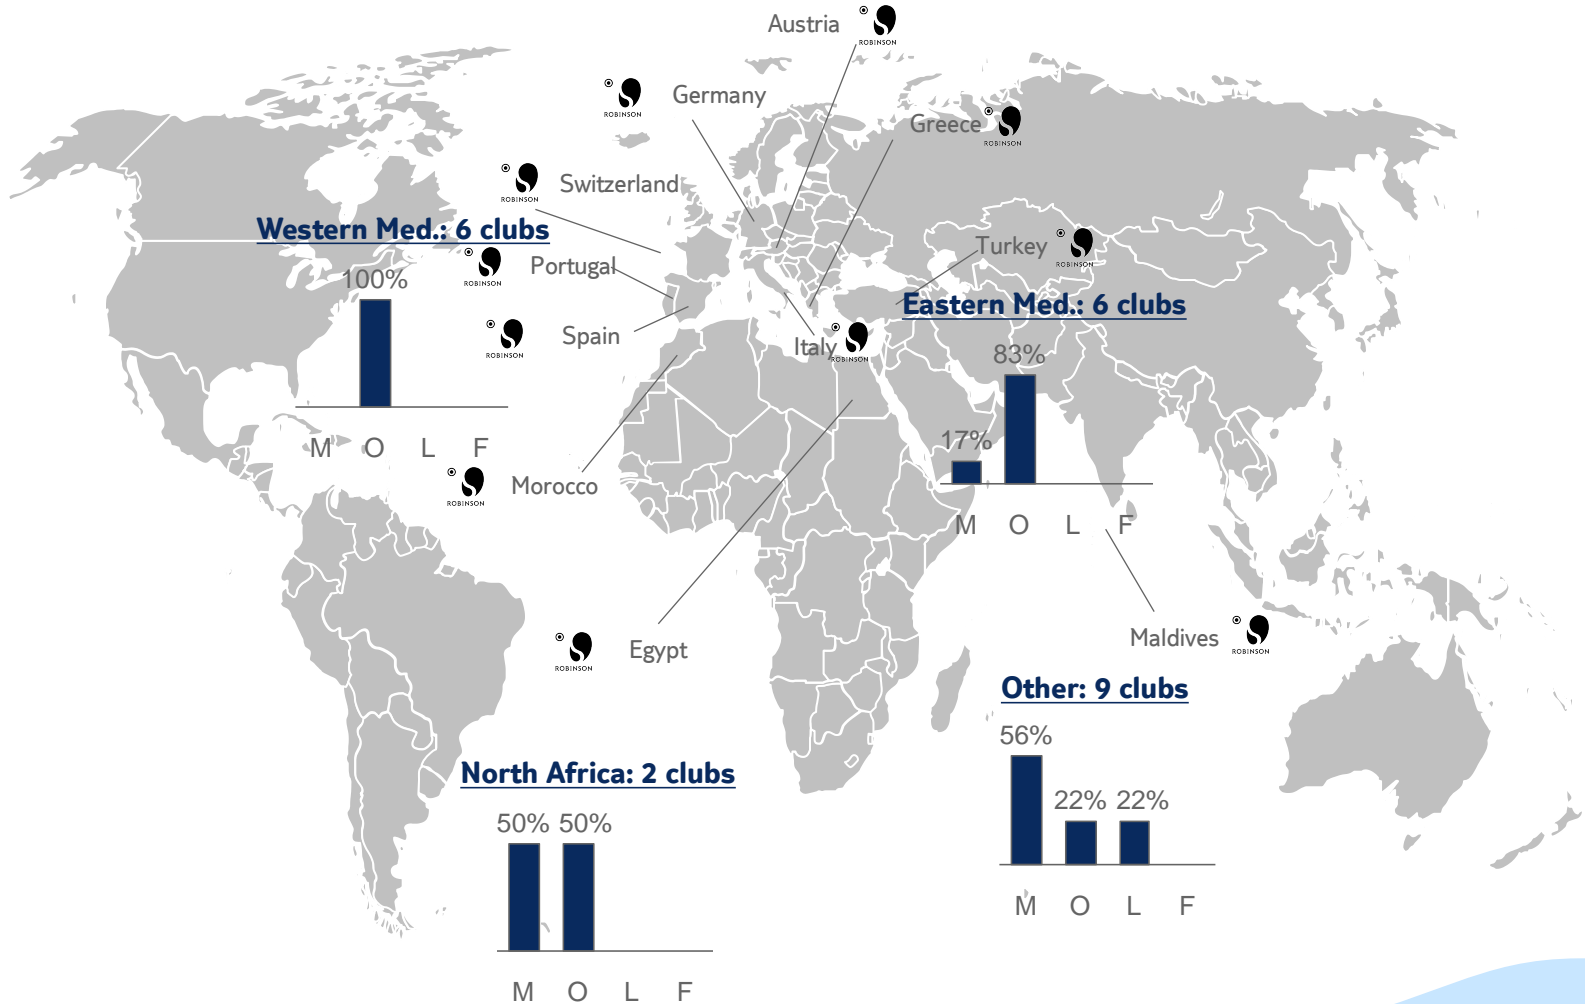 Austria
ROBINSON
Germany
ROBINSON
Greece
ROBINSON
Switzerland
ROBINSON
Western Med.: 6 clubs
Portugal
ROBINSON
100%
Turkey
ROBINSON
Eastern Med.: 6 clubs
Spain
ROBINSON
Italy
ROBINSON
83%
17%
M O L F
Morocco
ROBINSON
M O L F
Egypt
ROBINSON
Maldives
ROBINSON
Other: 9 clubs
56%
22% 22%
M O L F
North Africa: 2 clubs
50% 50%
M O L F